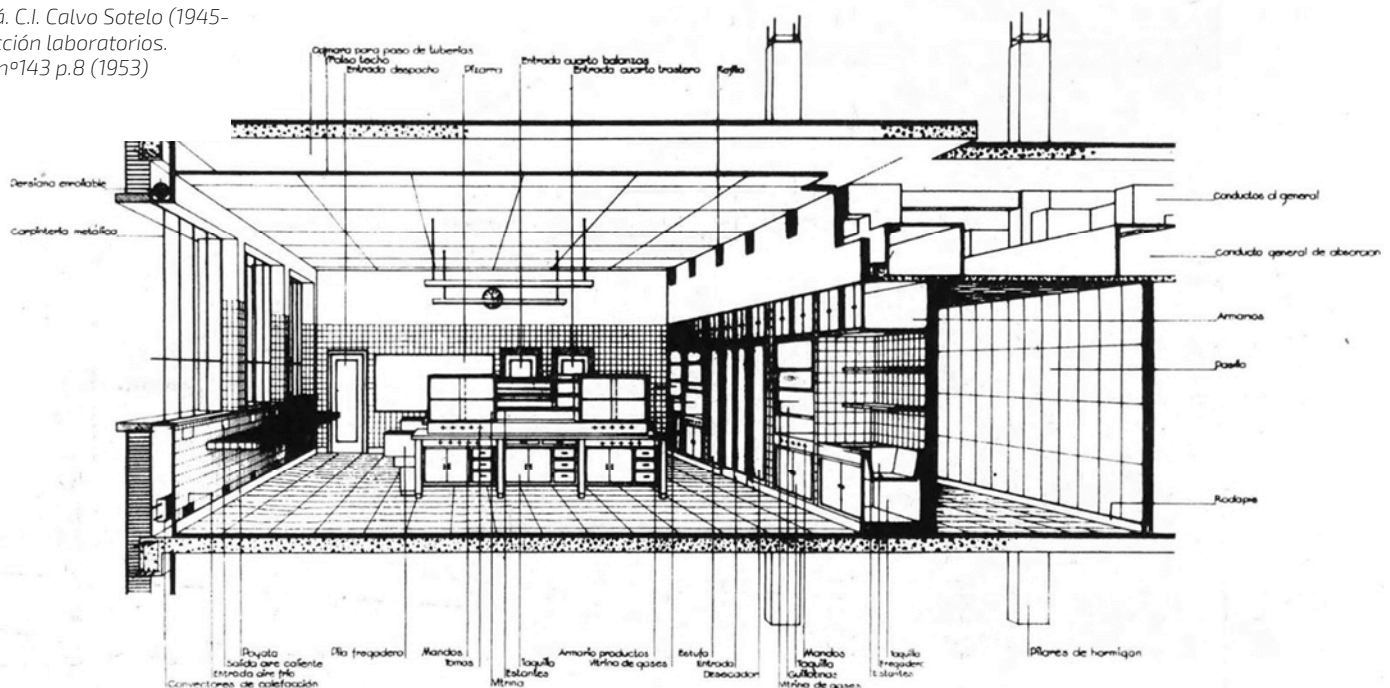 á. C.I. Calvo Sotelo (1945-
cción laboratorios.
nº143 p.8 (1953)
Cámara para paso de tuberías
Falso techo
Entrada despacho
Pizarra
Entrada cuarto balanzas
Entrada cuarto trastero
Rejilla
Persiana enrollable
Carpintería metálica
Conductos al general
Conducto general de absorcion
Armarios
Pasillo
Rodapie
Poyata
Salida aire caliente
Entrada aire frío
Convectores de calefacción
Pila fregadero
Mandos
Tomas
Taquilla
Estantes
Vitrina
Armario productos
Vitrina de gases
Estufa
Entrada
Desecador
Mandos
Taquilla
Guillotinas
Vitrina de gases
Taquilla
Fregadero
Estantes
Pilares de hormigon